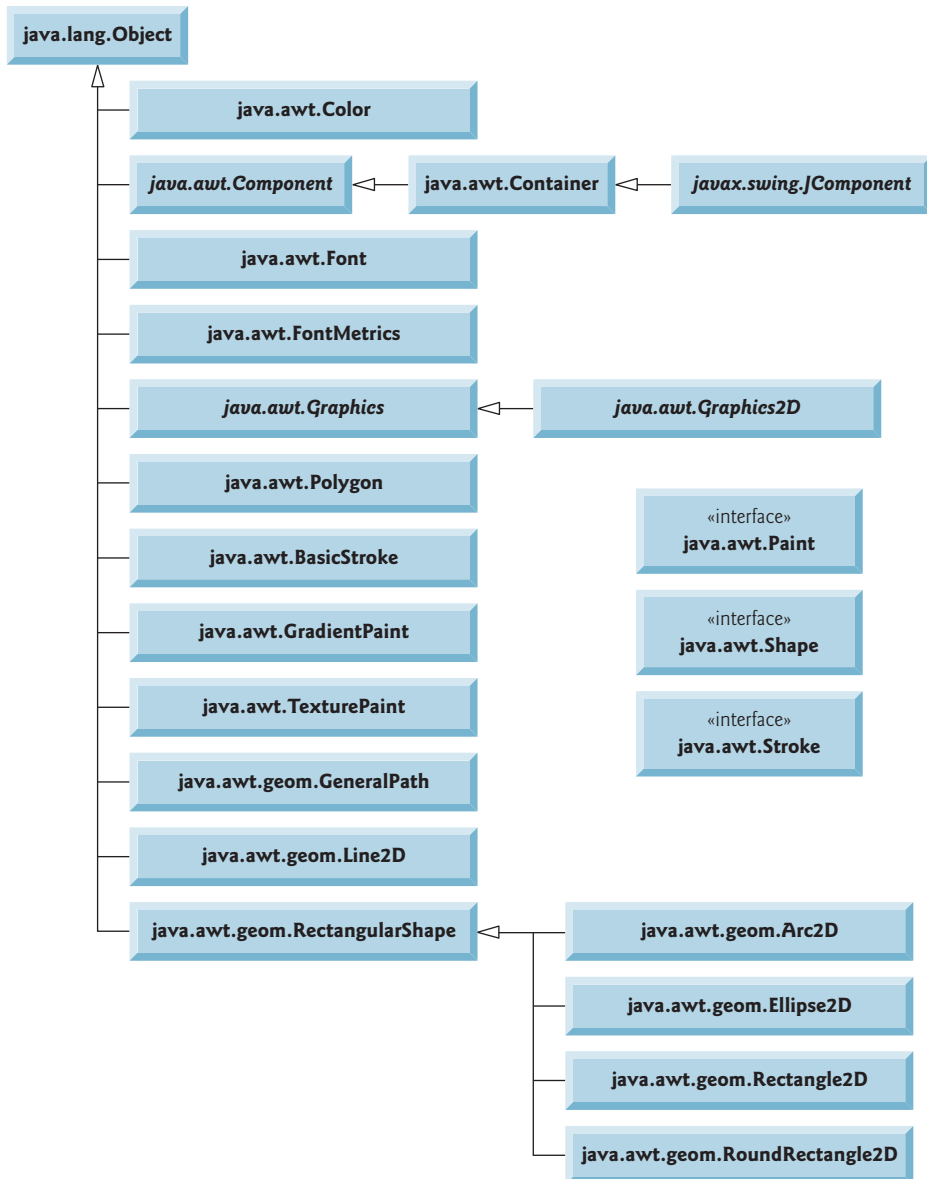 java.lang.Object
java.awt.Color
java.awt.Component
java.awt.Container
javax.swing.JComponent
java.awt.Font
java.awt.FontMetrics
java.awt.Graphics
java.awt.Graphics2D
java.awt.Polygon
«interface»
java.awt.Paint
java.awt.BasicStroke
java.awt.GradientPaint
«interface»
java.awt.Shape
java.awt.TexturePaint
«interface»
java.awt.Stroke
java.awt.geom.GeneralPath
java.awt.geom.Line2D
java.awt.geom.RectangularShape
java.awt.geom.Arc2D
java.awt.geom.Ellipse2D
java.awt.geom.Rectangle2D
java.awt.geom.RoundRectangle2D